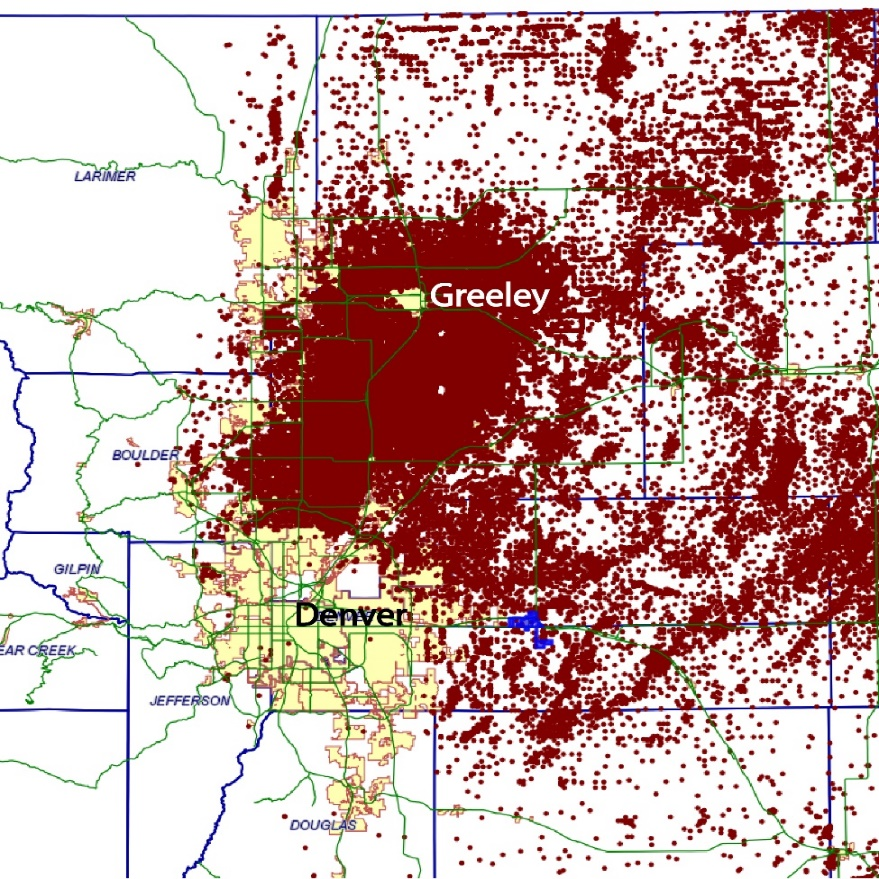 LARIMER
Greeley
BOULDER
GILPIN
Denver
EAR CREEK
JEFFERSON
DOUGLAS